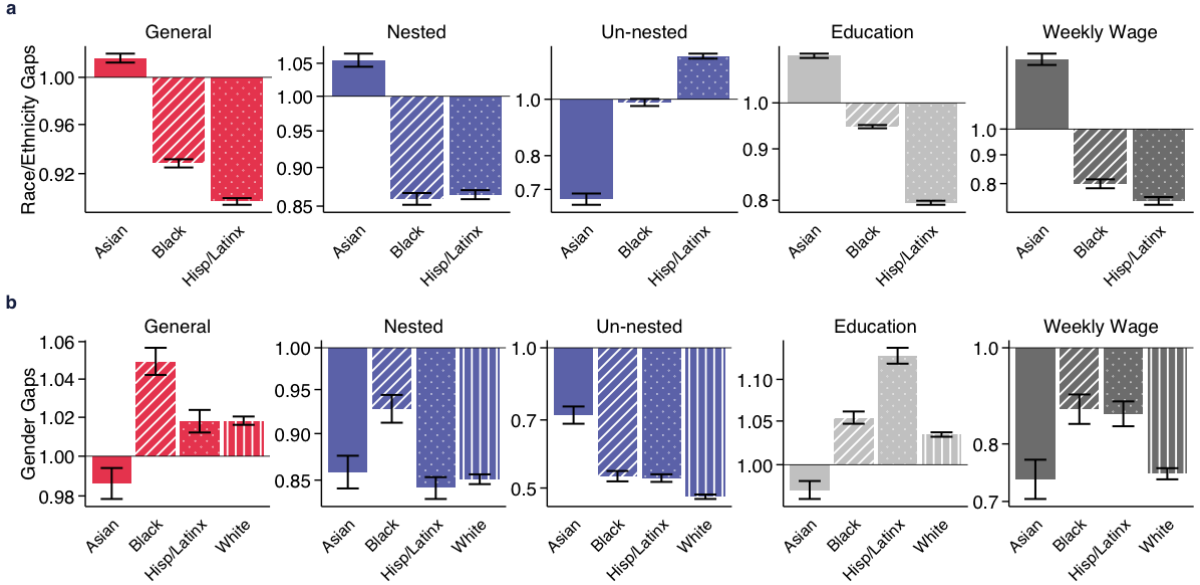 a
General
Nested
Un-nested
Education
Weekly Wage
Race/Ethnicity Gaps
1.00
0.96
0.92
1.05
1.00
0.95
0.90
0.85
1.0
0.8
0.7
1.0
0.9
0.8
1.0
0.9
0.8
Asian
Black
Hisp/Latinx
Asian
Black
Hisp/Latinx
Asian
Black
Hisp/Latinx
Asian
Black
Hisp/Latinx
Asian
Black
Hisp/Latinx
b
General
Nested
Un-nested
Education
Weekly Wage
Gender Gaps
1.06
1.04
1.02
1.00
0.98
1.00
0.95
0.90
0.85
1.0
0.7
0.5
1.10
1.05
1.00
1.0
0.8
0.7
Asian
Black
Hisp/Latinx
White
Asian
Black
Hisp/Latinx
White
Asian
Black
Hisp/Latinx
White
Asian
Black
Hisp/Latinx
White
Asian
Black
Hisp/Latinx
White